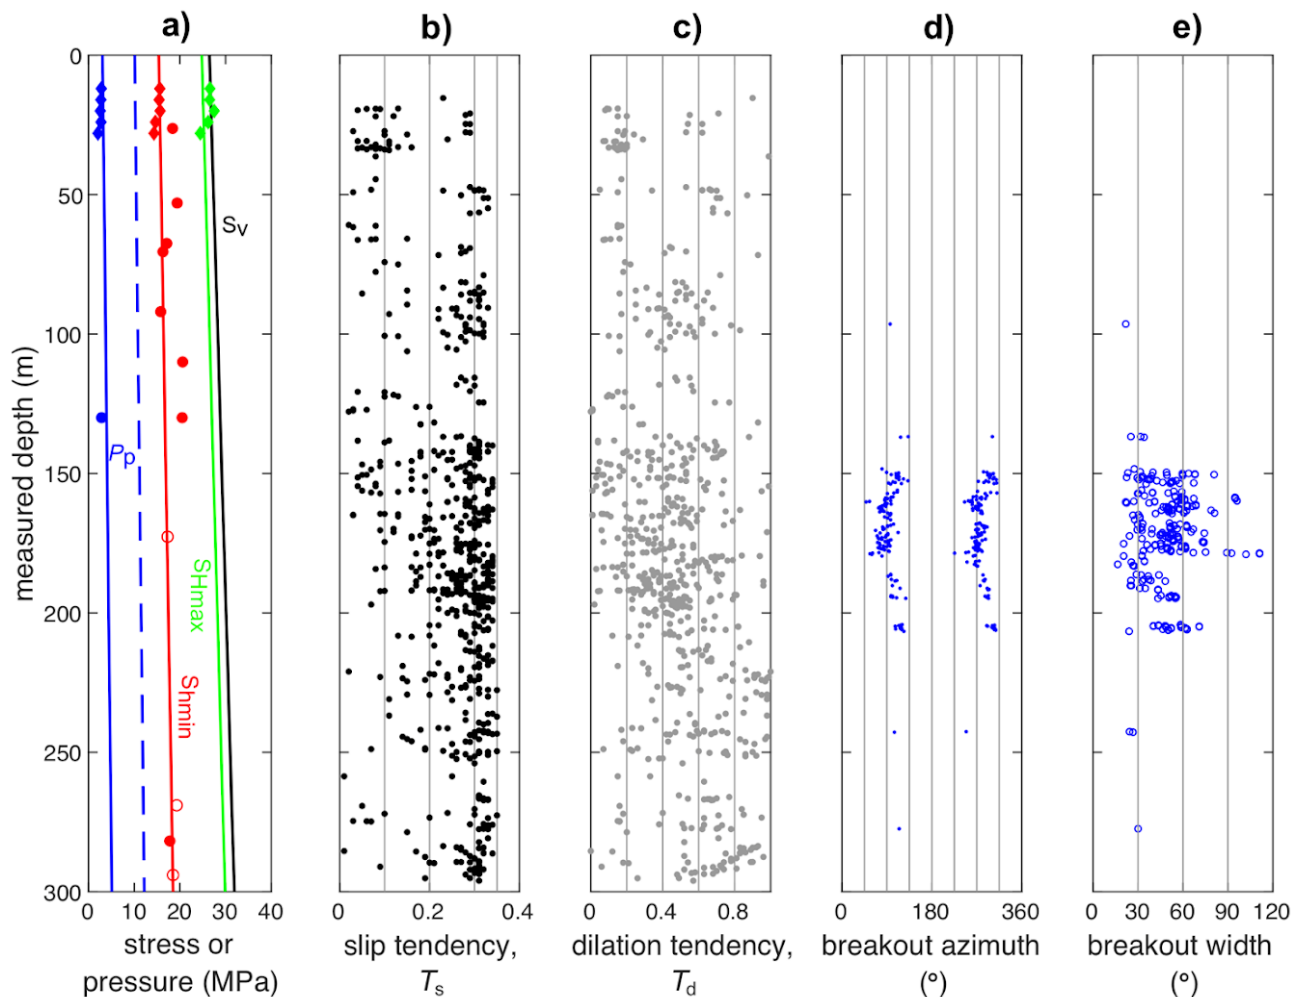 a)
b)
c)
d)
e)
0
50
100
150
200
250
300
measured depth (m)
Sv
Pp
SHmax
Shmin
0 10 20 30 40
0 0.2 0.4
0 0.4 0.8
0 180 360
0 30 60 90 120
stress or
pressure (MPa)
slip tendency,
Ts
dilation tendency,
Td
breakout azimuth
(°)
breakout width
(°)